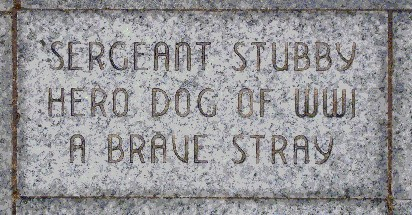 SERGEANT STUBBY
HERO DOG OF WWI
A BRAVE STRAY